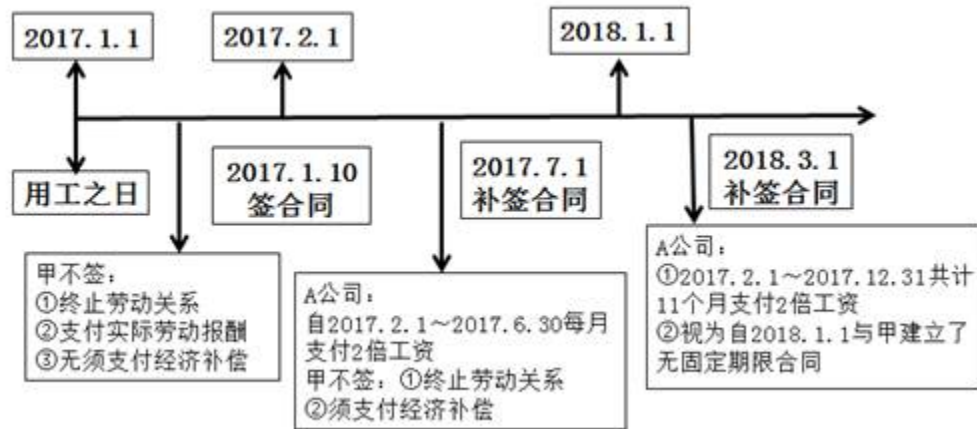 2017.1.1
2017.2.1
2018.1.1
用工之日
2017.1.10
签合同
2017.7.1
补签合同
2018.3.1
补签合同
甲不签：
①终止劳动关系
②支付实际劳动报酬
③无须支付经济补偿
A公司：
自2017.2.1～2017.6.30每月
支付2倍工资
甲不签：①终止劳动关系
②须支付经济补偿
A公司：
①2017.2.1～2017.12.31共计
11个月支付2倍工资
②视为自2018.1.1与甲建立了
无固定期限合同